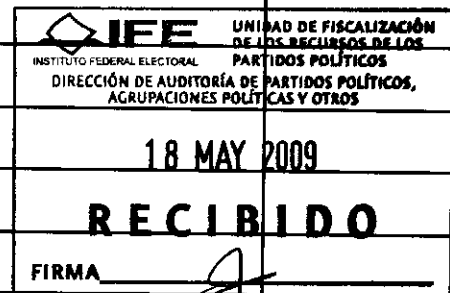 IFE
INSTITUTO FEDERAL ELECTORAL
UNIDAD DE FISCALIZACIÓN
DE LOS RECURSOS DE LOS
PARTIDOS POLÍTICOS
DIRECCIÓN DE AUDITORÍA DE PARTIDOS POLÍTICOS,
AGRUPACIONES POLÍTICAS Y OTROS
18 MAY 2009
RECIBIDO
FIRMA